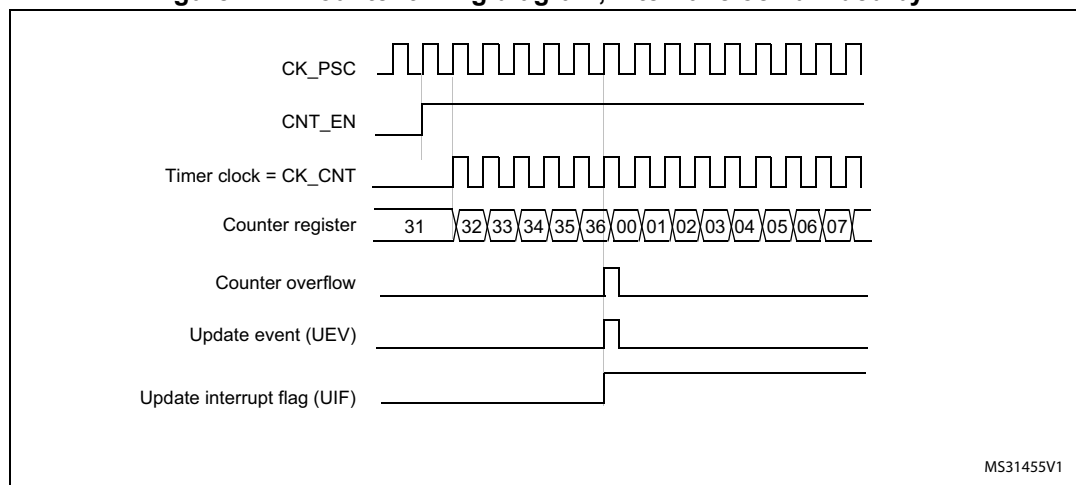 CK_PSC
CNT_EN
Timer clock = CK_CNT
Counter register 31 32 33 34 35 36 00 01 02 03 04 05 06 07
Counter overflow
Update event (UEV)
Update interrupt flag (UIF)
MS31455V1